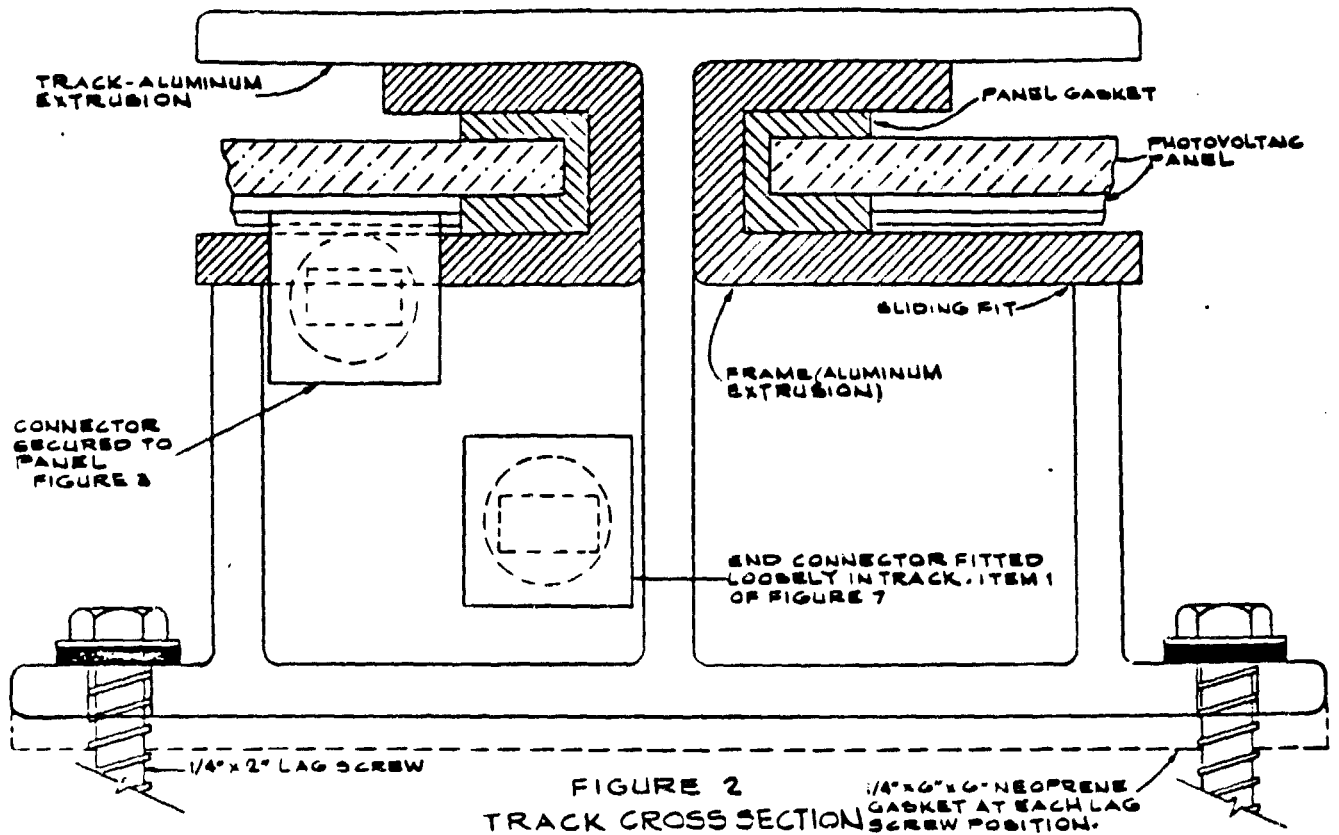 TRACK-ALUMINUM
EXTRUSION
PANEL GASKET
PHOTOVOLTAIC
PANEL
SLIDING FIT
FRAME (ALUMINUM
EXTRUSION)
CONNECTOR
SECURED TO
PANEL
FIGURE 3
END CONNECTOR FITTED
LOOSELY IN TRACK. ITEM 1
OF FIGURE 7
1/4" x 2" LAG SCREW
1/4" x 6" x 6" NEOPRENE
GASKET AT EACH LAG
SCREW POSITION.
FIGURE 2
TRACK CROSS SECTION